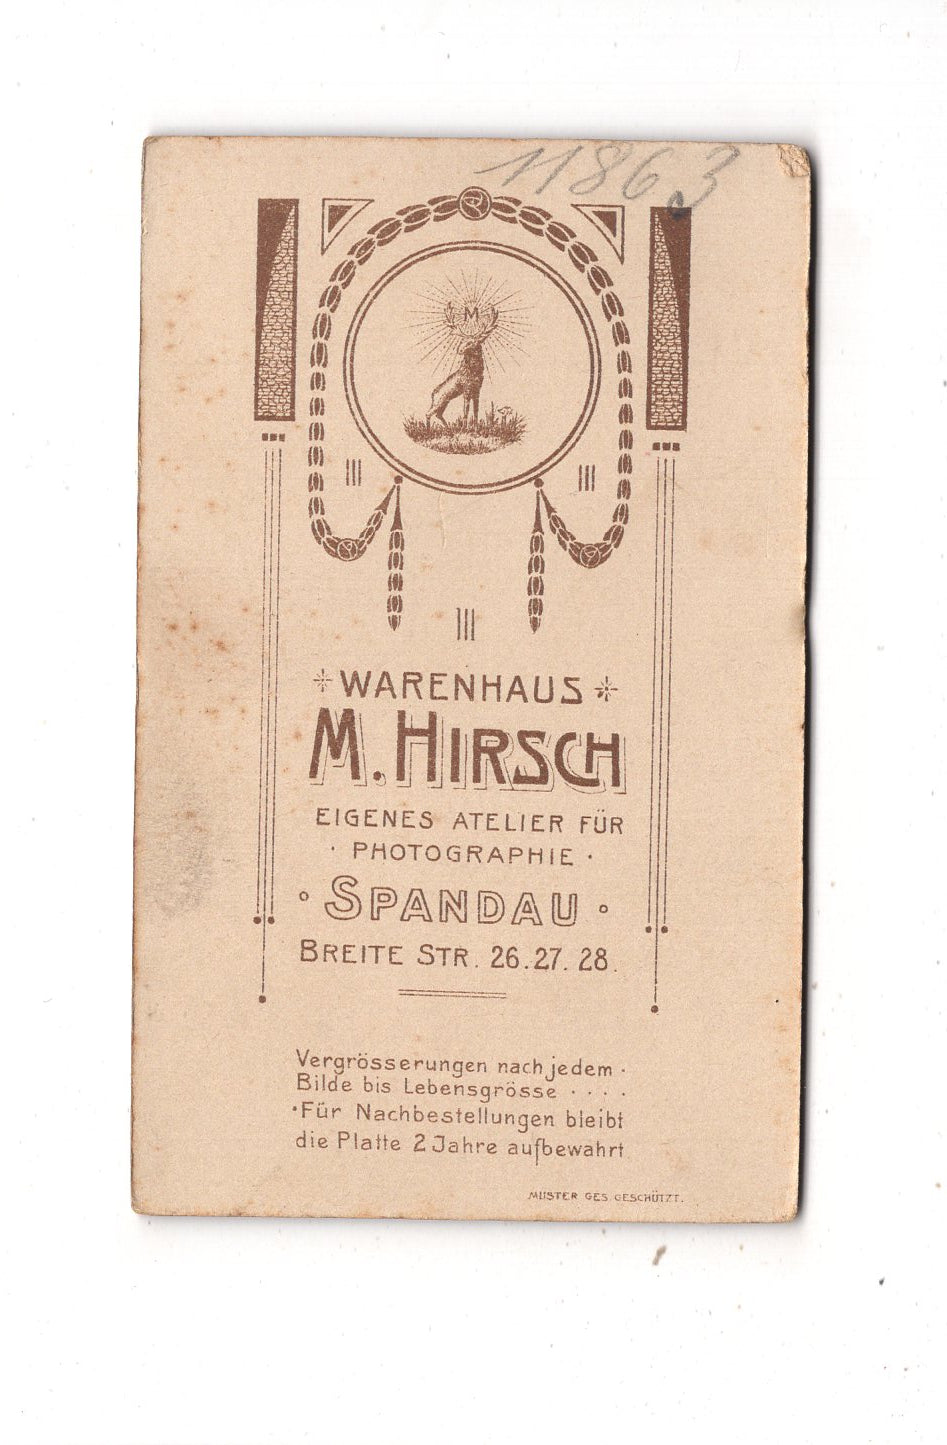 11863
M
WARENHAUS
M. HIRSCH
EIGENES ATELIER FÜR
· PHOTOGRAPHIE ·
SPANDAU
BREITE STR. 26.27. 28.
Vergrösserungen nach jedem ·
Bilde bis Lebensgrösse · · · ·
·Für Nachbestellungen bleibt
die Platte 2 Jahre aufbewahrt
MUSTER GES. GESCHÜTZT.